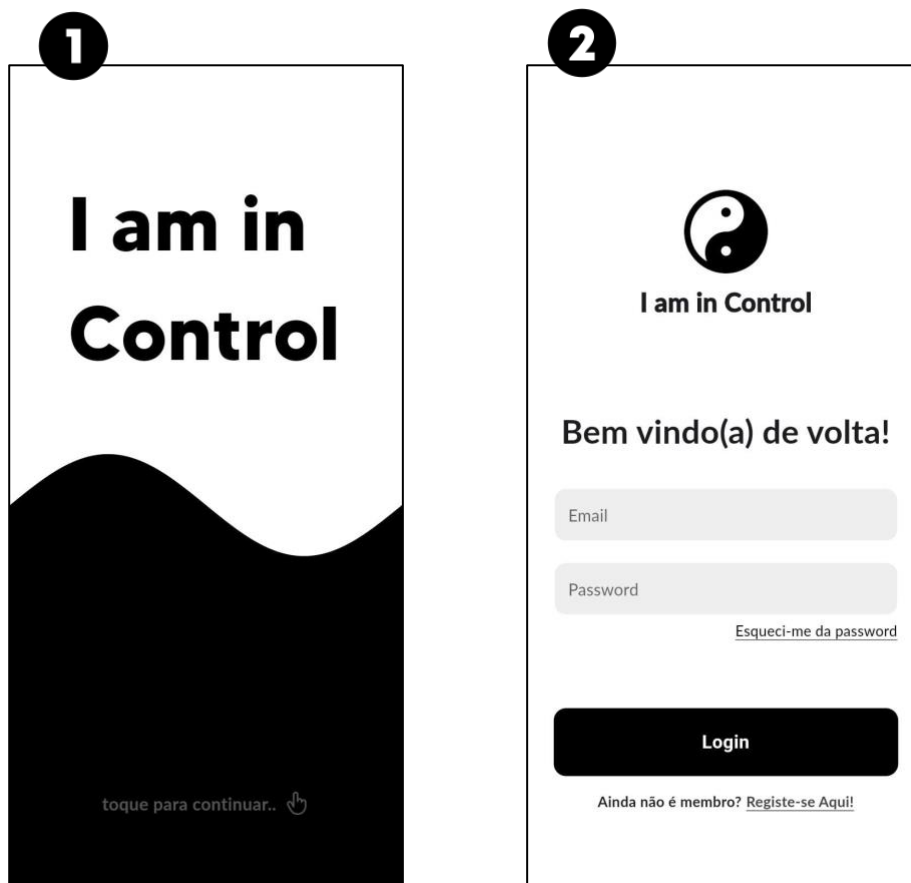 1
I am in
Control
toque para continuar..
2
I am in Control
Bem vindo(a) de volta!
Email
Password
Esqueci-me da password
Login
Ainda não é membro? Registe-se Aqui!